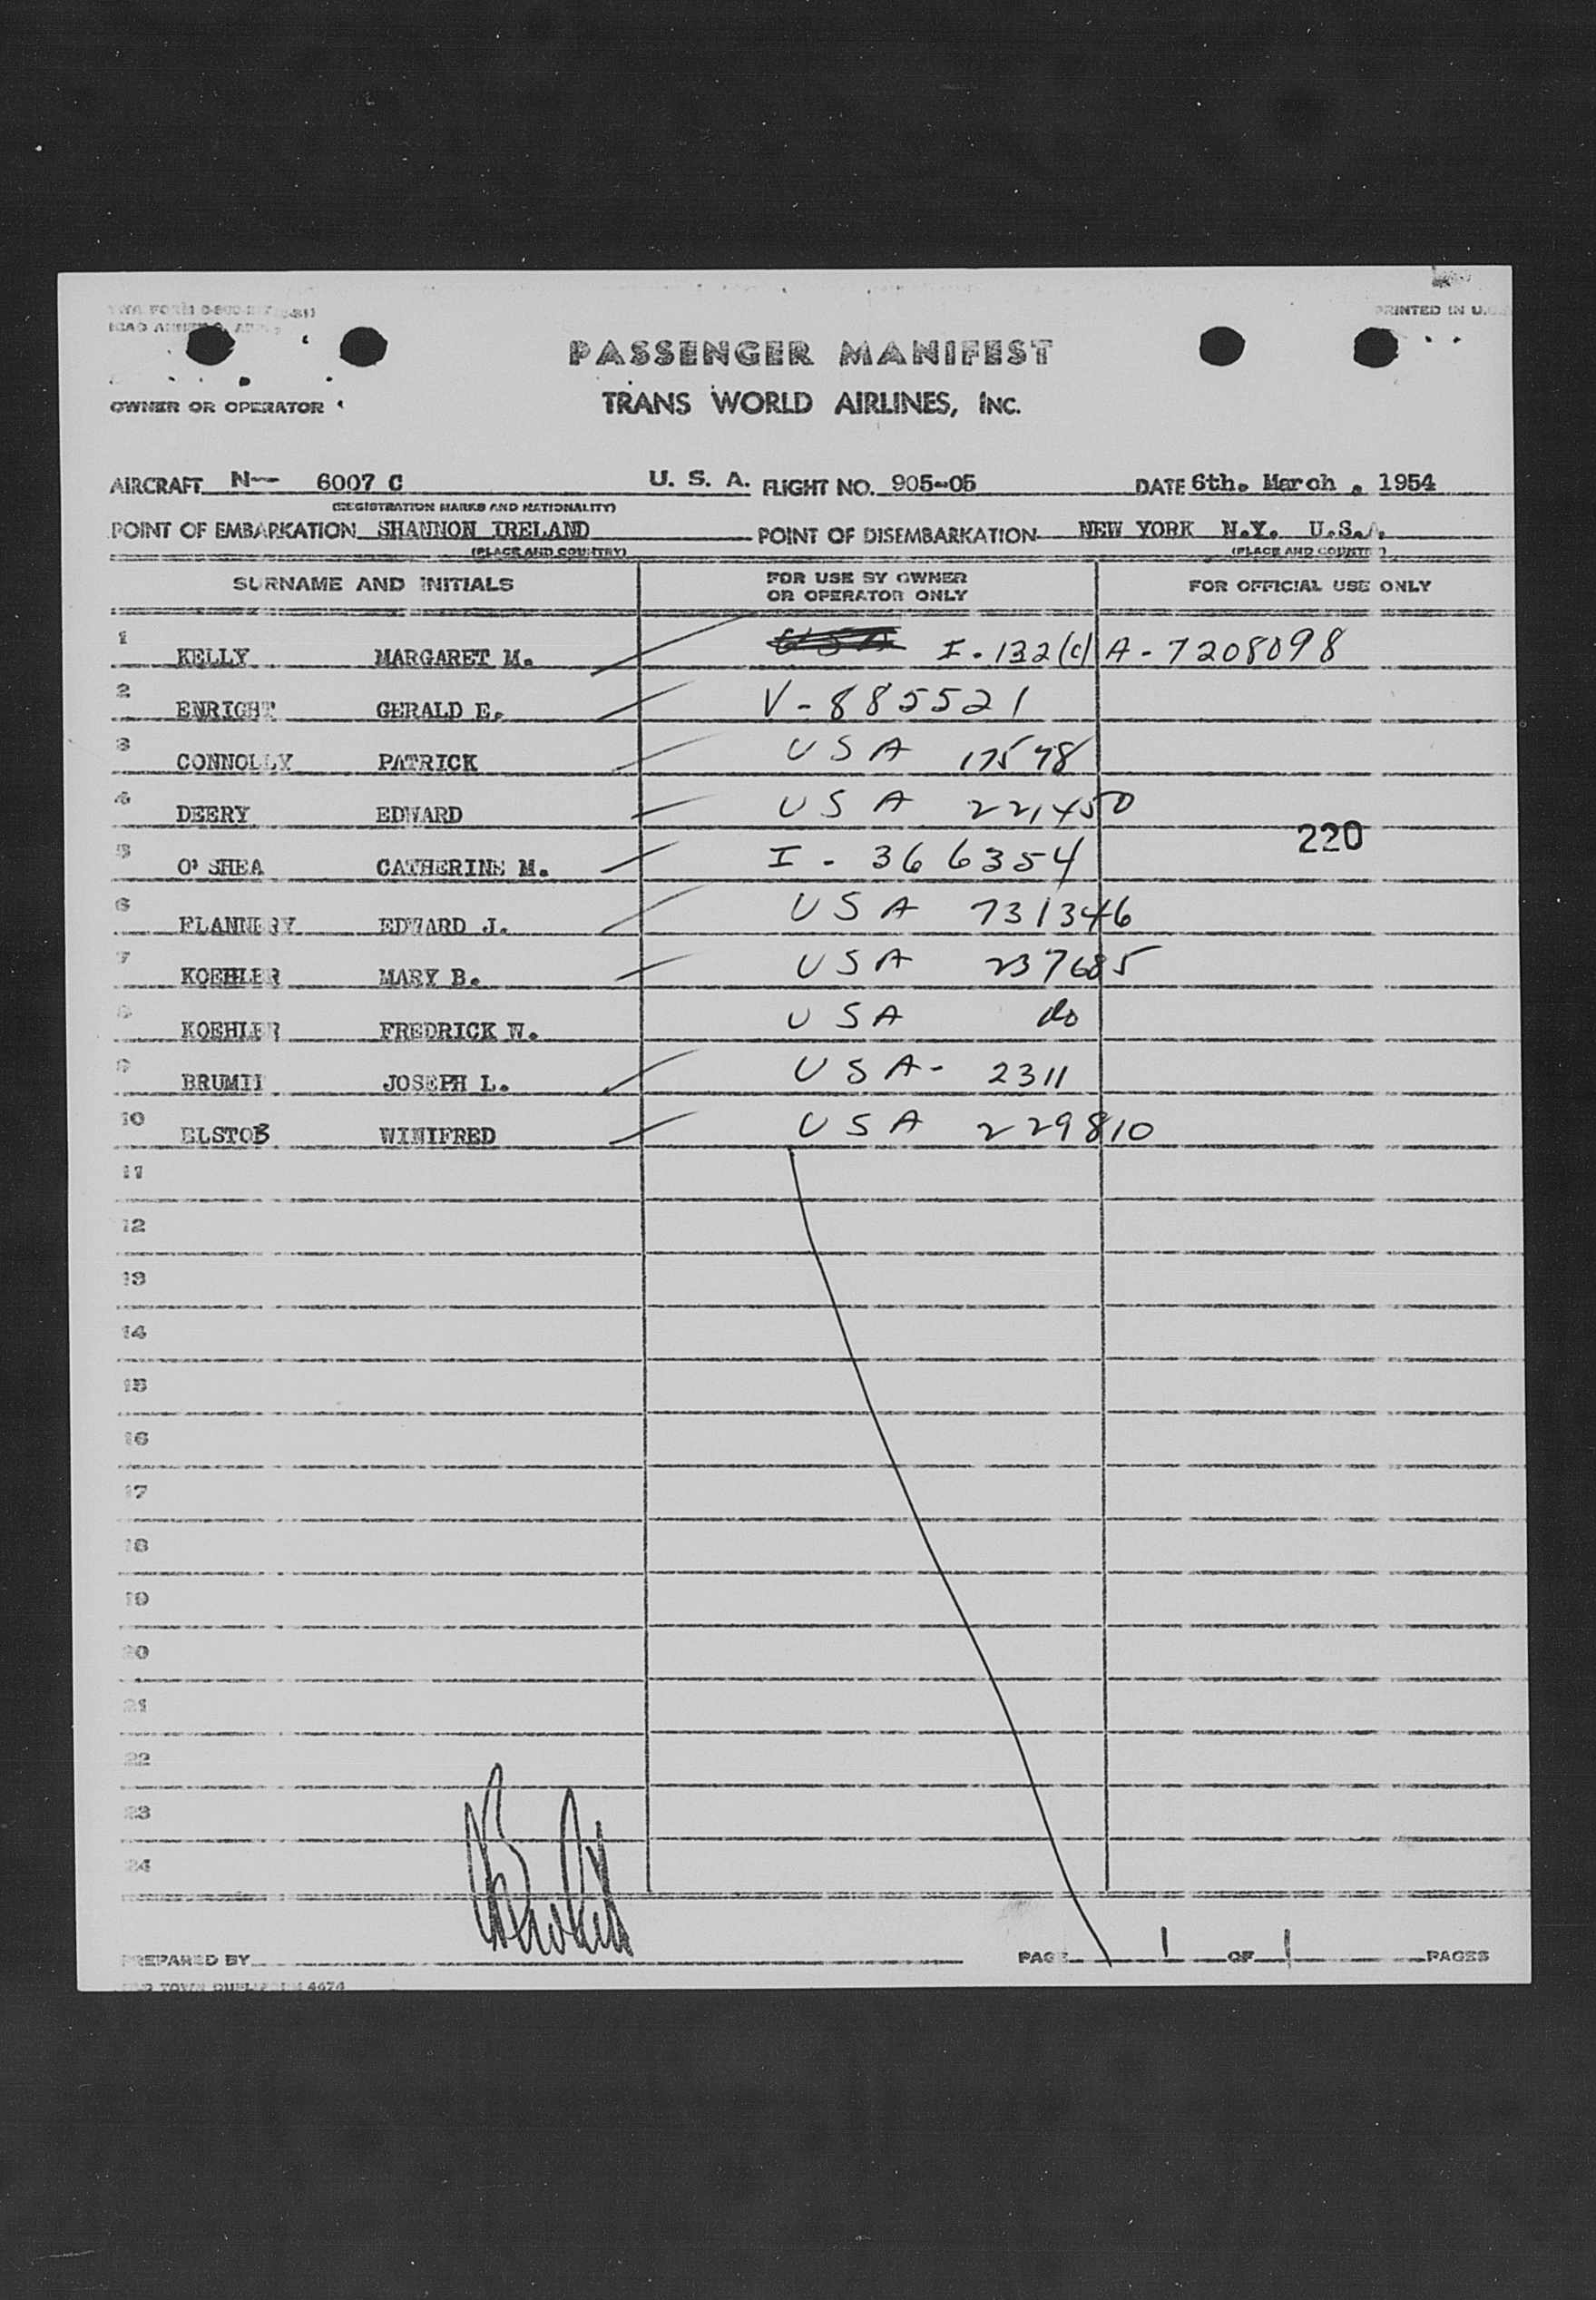 PRINTED IN U.S.
PASSENGER MANIFEST
OWNER OR OPERATOR
TRANS WORLD AIRLINES, INC.
AIRCRAFT N-- 6007 C U. S. A. FLIGHT NO. 905-05 DATE 6th. March . 1954
(REGISTRATION MARKS AND NATIONALITY)
POINT OF EMBARKATION SHANNON IRELAND POINT OF DISEMBARKATION NEW YORK N.Y. U.S.A.
(PLACE AND COUNTRY) (PLACE AND COUNTRY)
SURNAME AND INITIALS FOR USE BY OWNER OR OPERATOR ONLY FOR OFFICIAL USE ONLY
1 KELLY MARGARET M. USA I-132(c) A-7208098
2 ENRIGHT GERALD E. V-885521
3 CONNOLLY PATRICK USA 17578
4 DEERY EDWARD USA 221450
220
5 O' SHEA CATHERINE M. I-366354
6 FLANNERY EDWARD J. USA 731346
7 KOEHLER MARY B. USA 237685
8 KOEHLER FREDRICK W. USA do
9 BRUMII JOSEPH L. USA- 2311
10 ELSTOB WINIFRED USA 229810
11
12
13
14
15
16
17
18
19
20
21
22
23
24
PREPARED BY PAGE 1 OF 1 PAGES